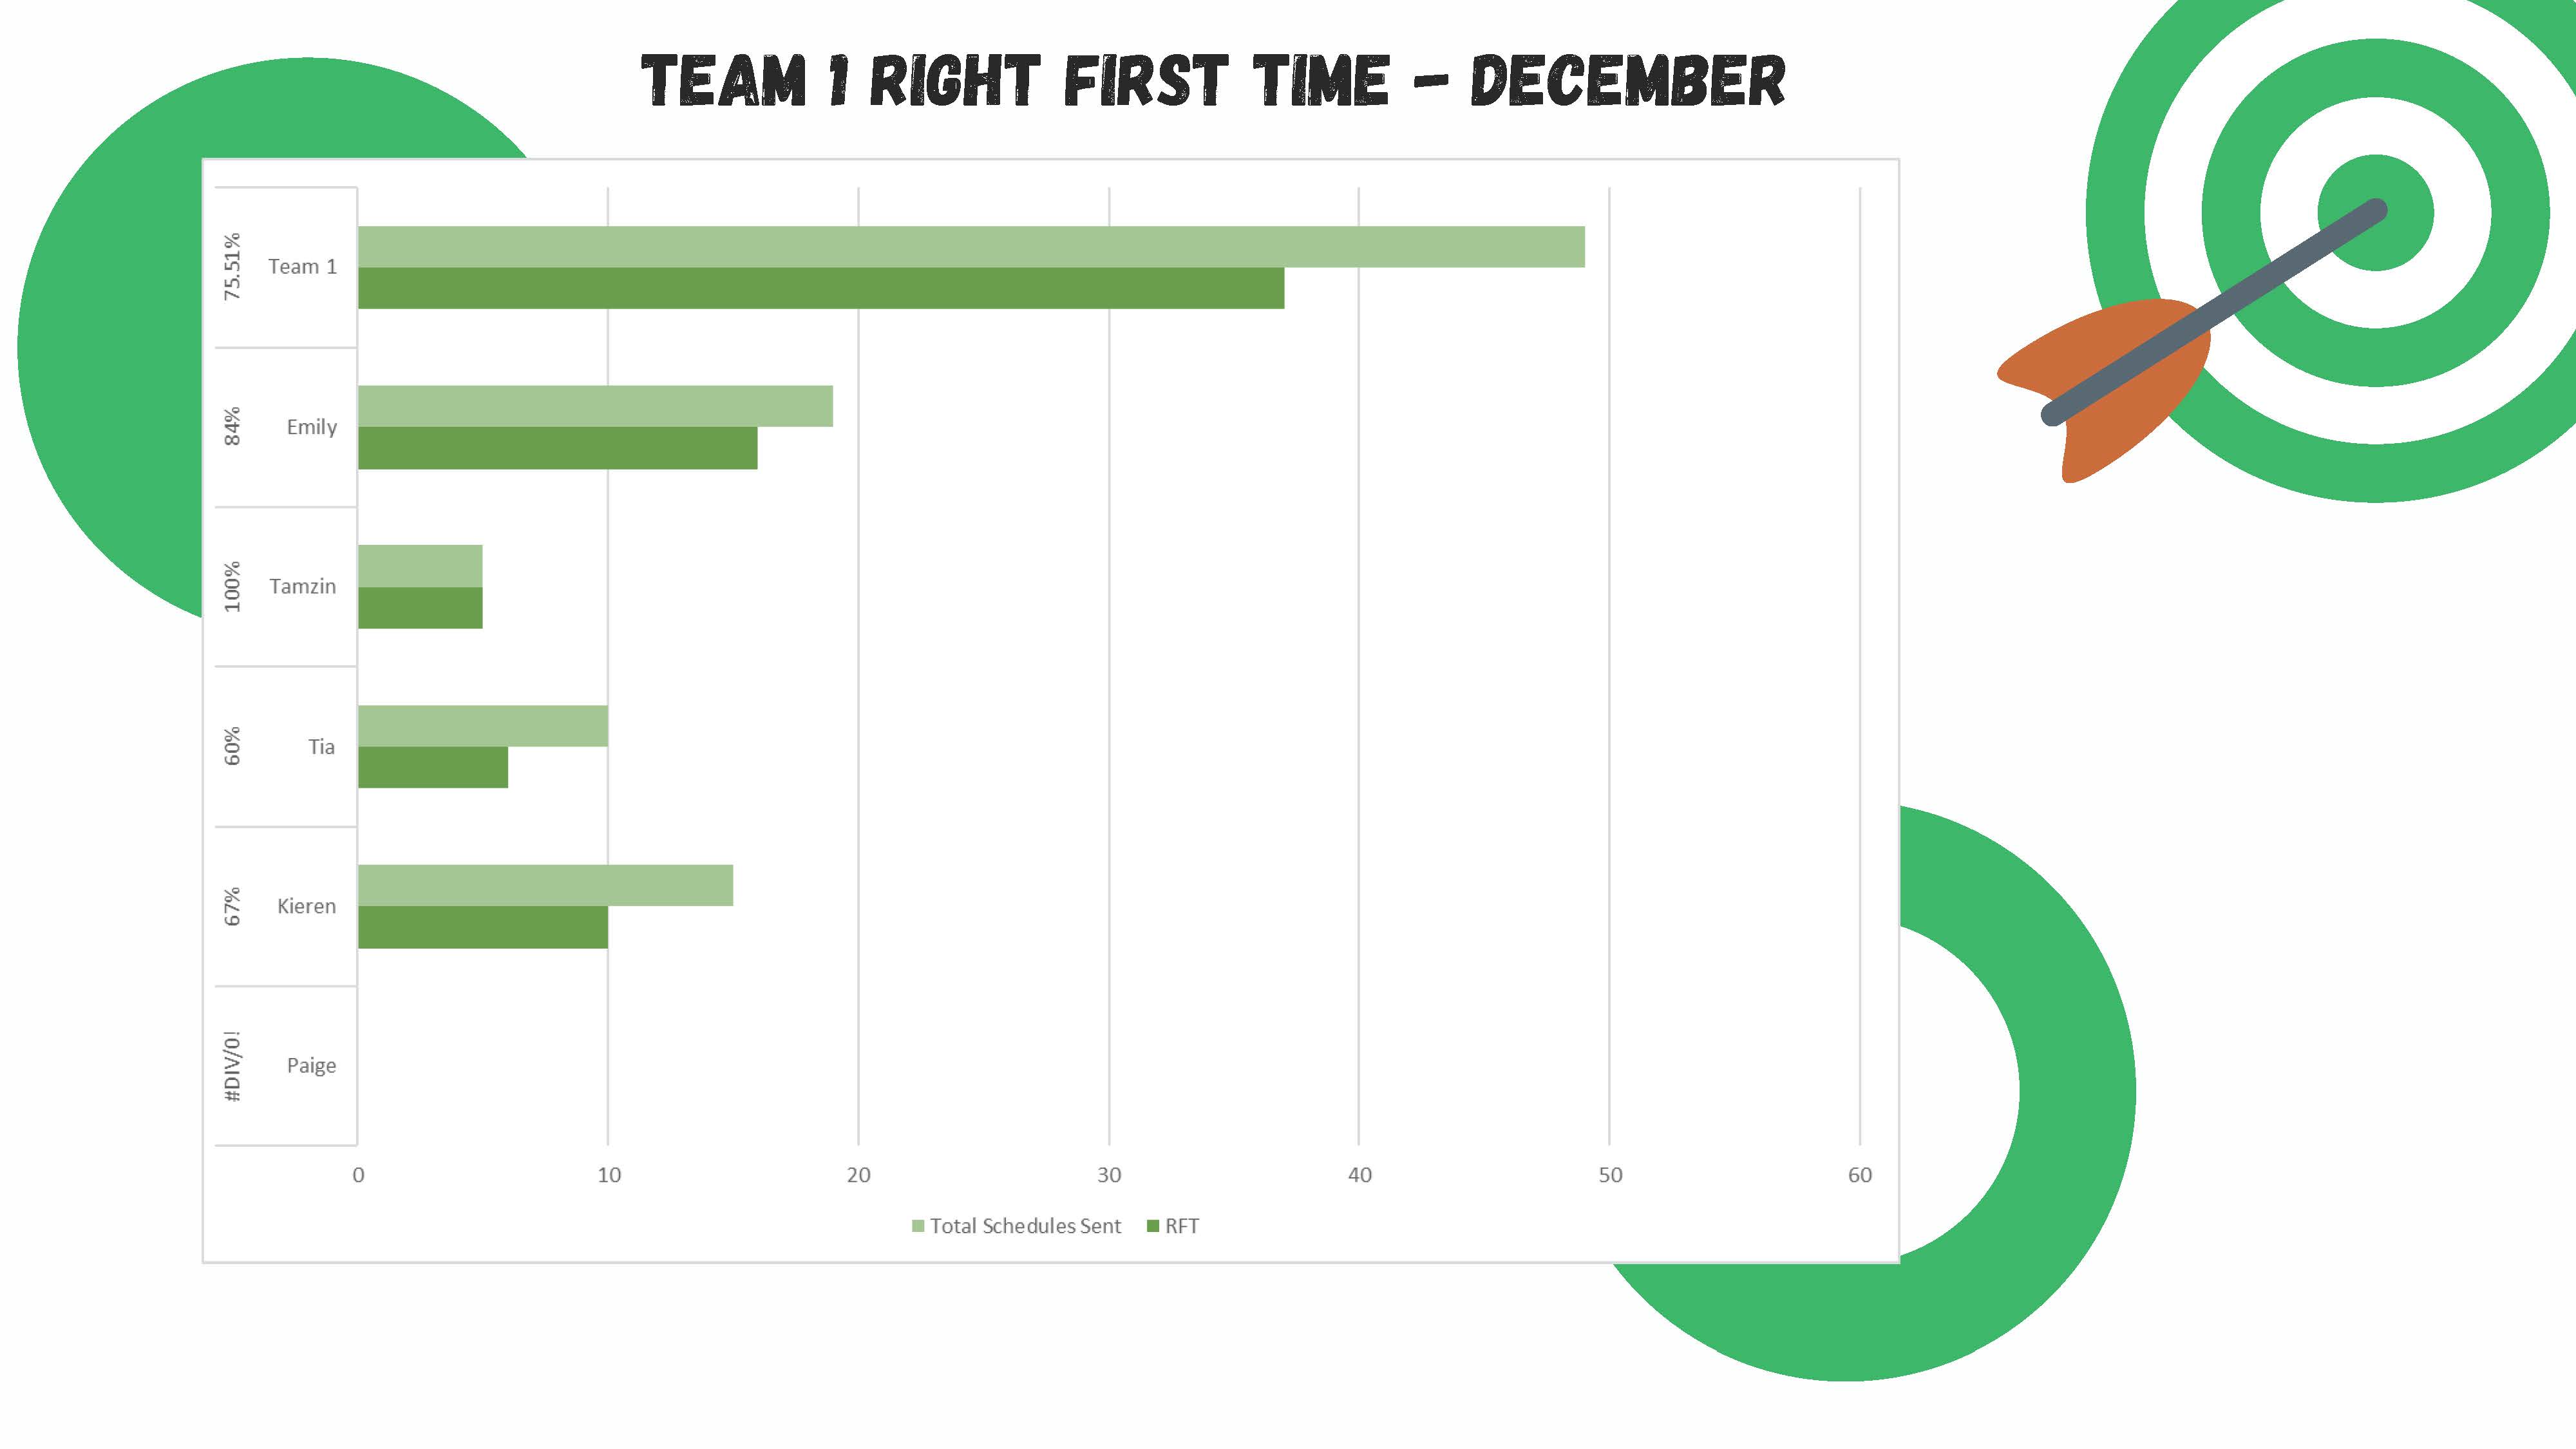 TEAM 1 RIGHT FIRST TIME - DECEMBER
75.51% Team 1
84% Emily
100% Tamzin
60% Tia
67% Kieren
#DIV/0! Paige
0 10 20 30 40 50 60
Total Schedules Sent RFT